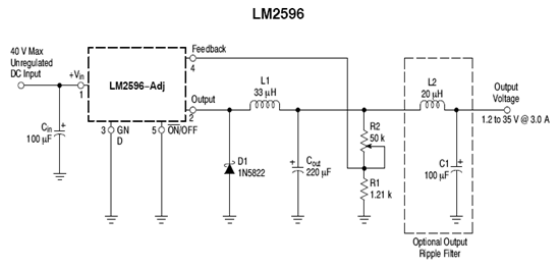 LM2596
40 V Max
Unregulated
DC Input
+Vin
1
LM2596-Adj
Feedback
4
Output
2
3
GN
D
5
ON/OFF
Cin
100 µF
+
L1
33 µH
D1
1N5822
+
Cout
220 µF
R2
50 k
R1
1.21 k
L2
20 µH
C1
100 µF
+
Output
Voltage
1.2 to 35 V @ 3.0 A
Optional Output
Ripple Filter